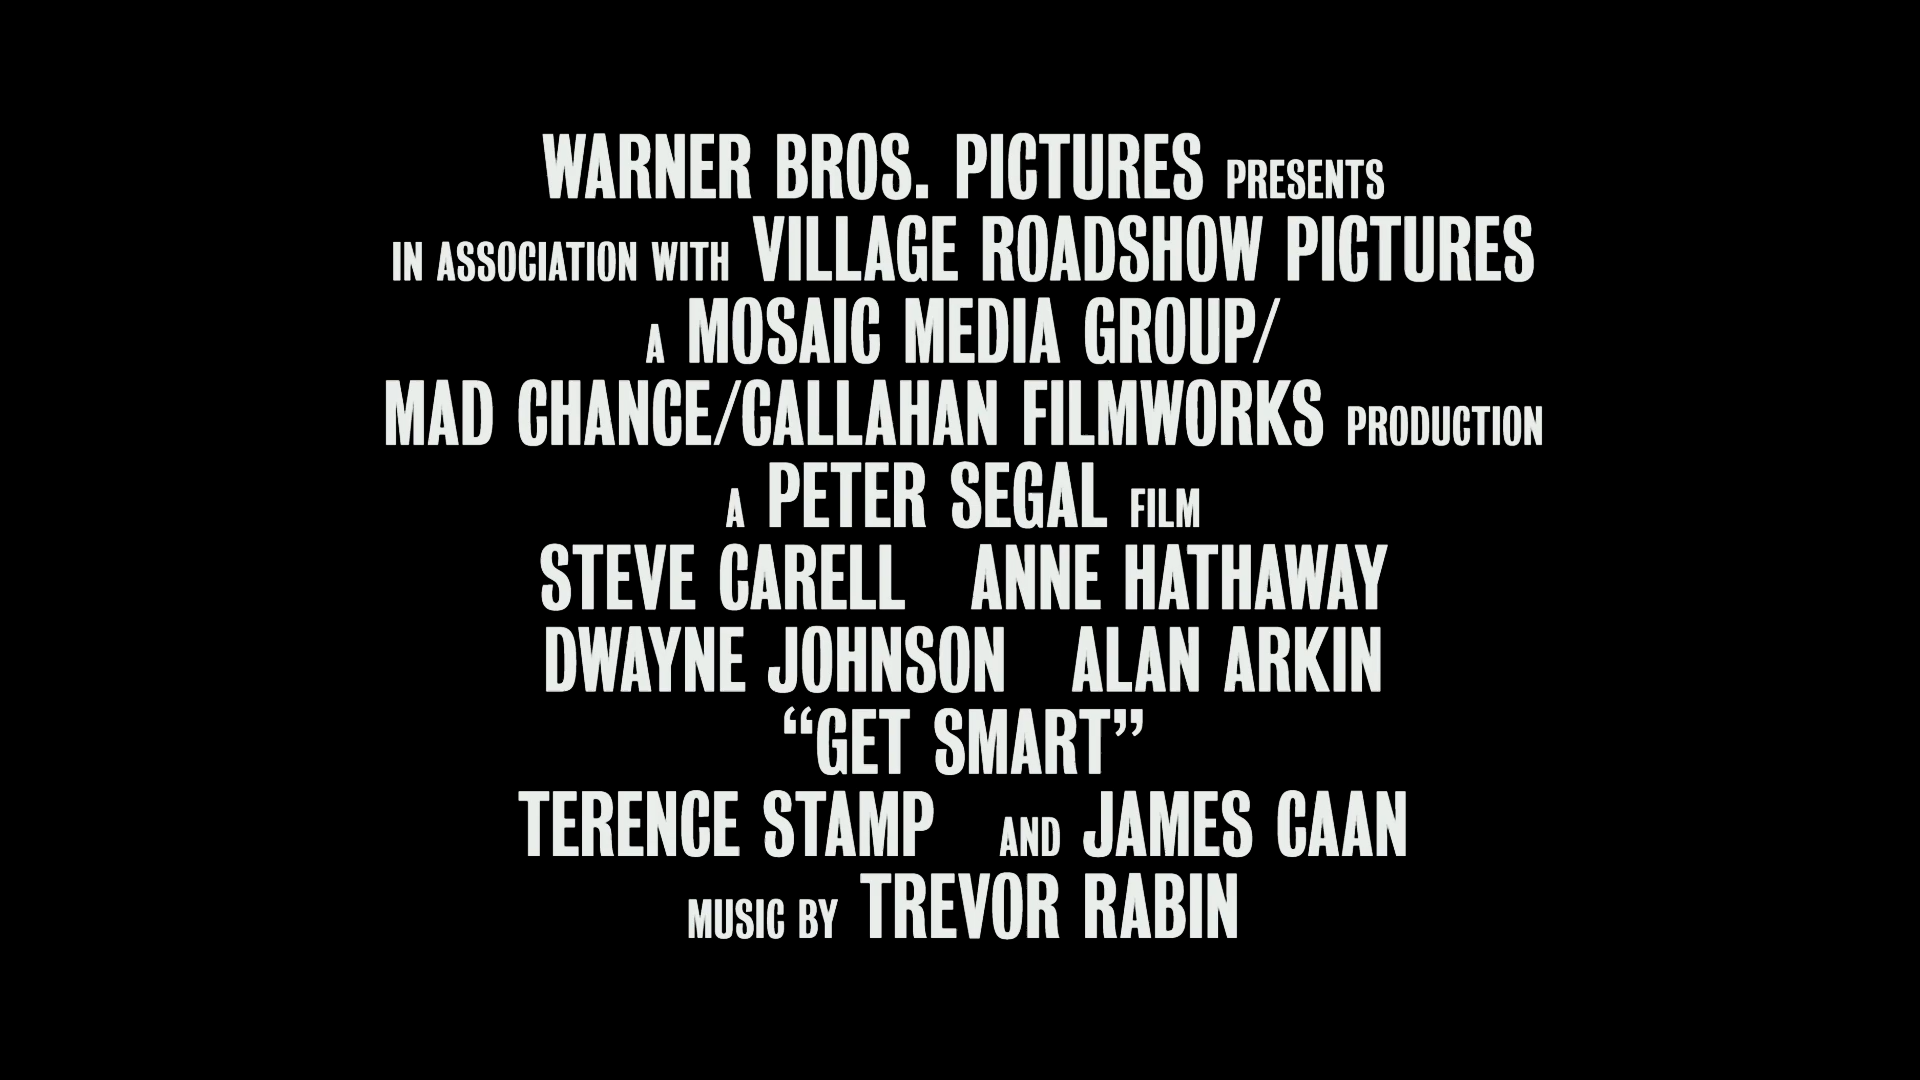 WARNER BROS. PICTURES PRESENTS
IN ASSOCIATION WITH VILLAGE ROADSHOW PICTURES
A MOSAIC MEDIA GROUP/
MAD CHANCE/CALLAHAN FILMWORKS PRODUCTION
A PETER SEGAL FILM
STEVE CARELL ANNE HATHAWAY
DWAYNE JOHNSON ALAN ARKIN
“GET SMART”
TERENCE STAMP AND JAMES CAAN
MUSIC BY TREVOR RABIN